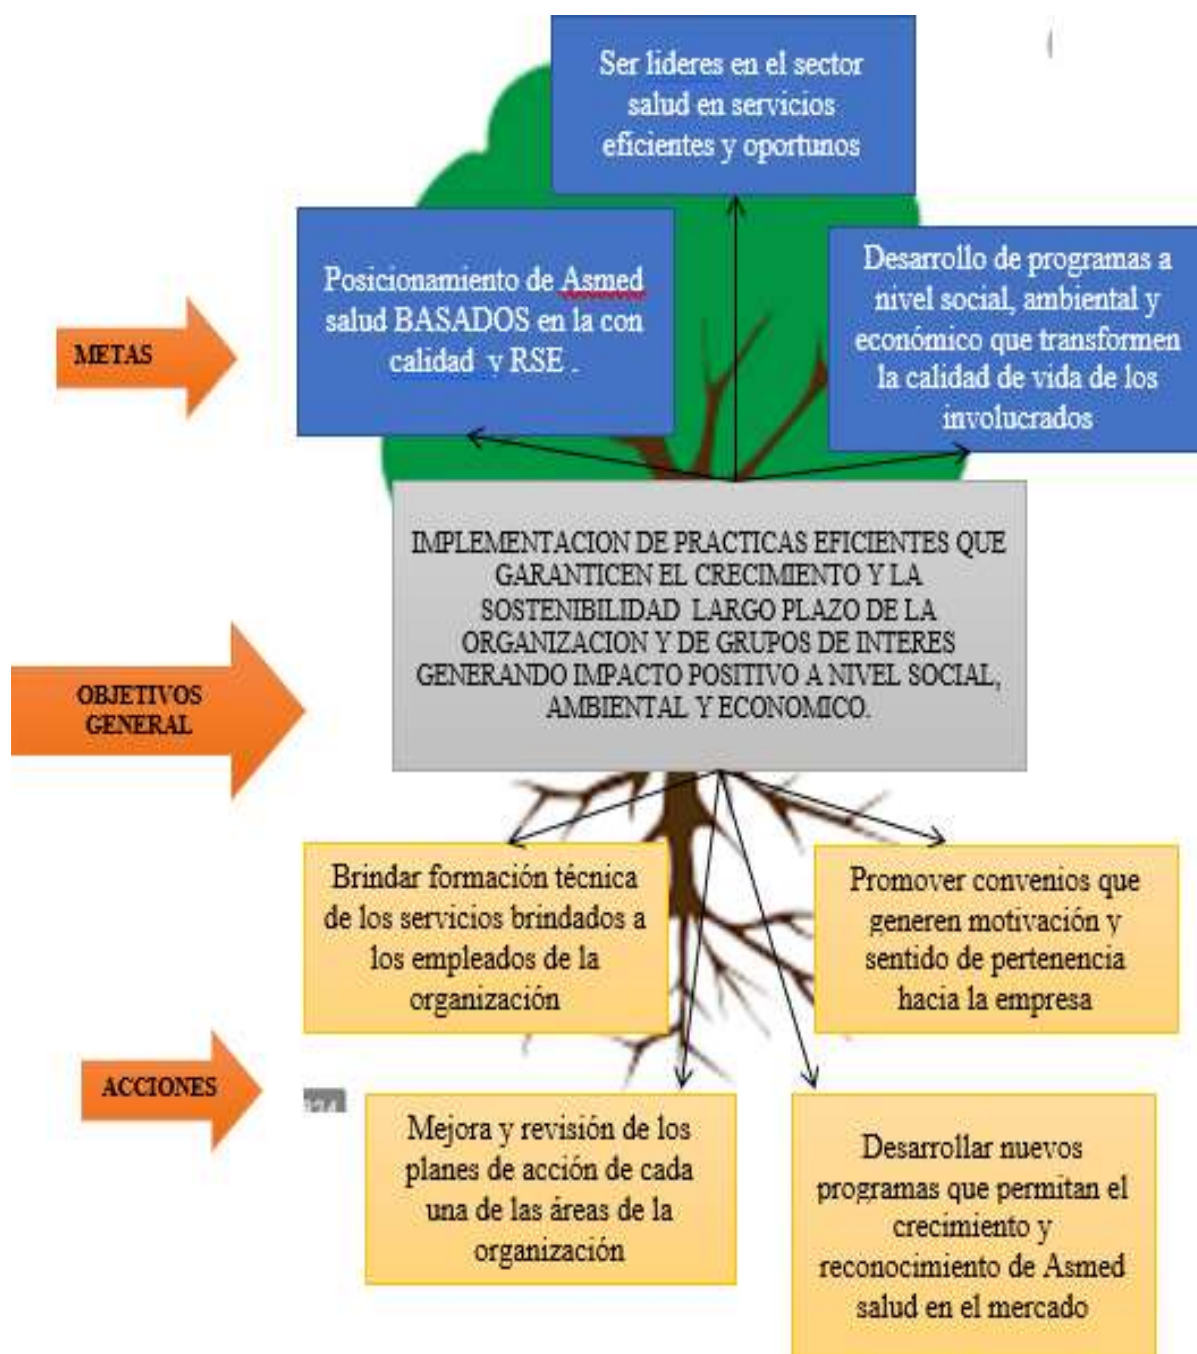 Ser lideres en el sector
salud en servicios
eficientes y oportunos
Posicionamiento de Asmed
salud BASADOS en la con
calidad y RSE .
Desarrollo de programas a
nivel social, ambiental y
económico que transformen
la calidad de vida de los
involucrados
METAS
IMPLEMENTACION DE PRACTICAS EFICIENTES QUE
GARANTICEN EL CRECIMIENTO Y LA
SOSTENIBILIDAD LARGO PLAZO DE LA
ORGANIZACION Y DE GRUPOS DE INTERES
GENERANDO IMPACTO POSITIVO A NIVEL SOCIAL,
AMBIENTAL Y ECONOMICO.
OBJETIVOS
GENERAL
Brindar formación técnica
de los servicios brindados a
los empleados de la
organización
Promover convenios que
generen motivación y
sentido de pertenencia
hacia la empresa
ACCIONES
Mejora y revisión de los
planes de acción de cada
una de las áreas de la
organización
Desarrollar nuevos
programas que permitan el
crecimiento y
reconocimiento de Asmed
salud en el mercado